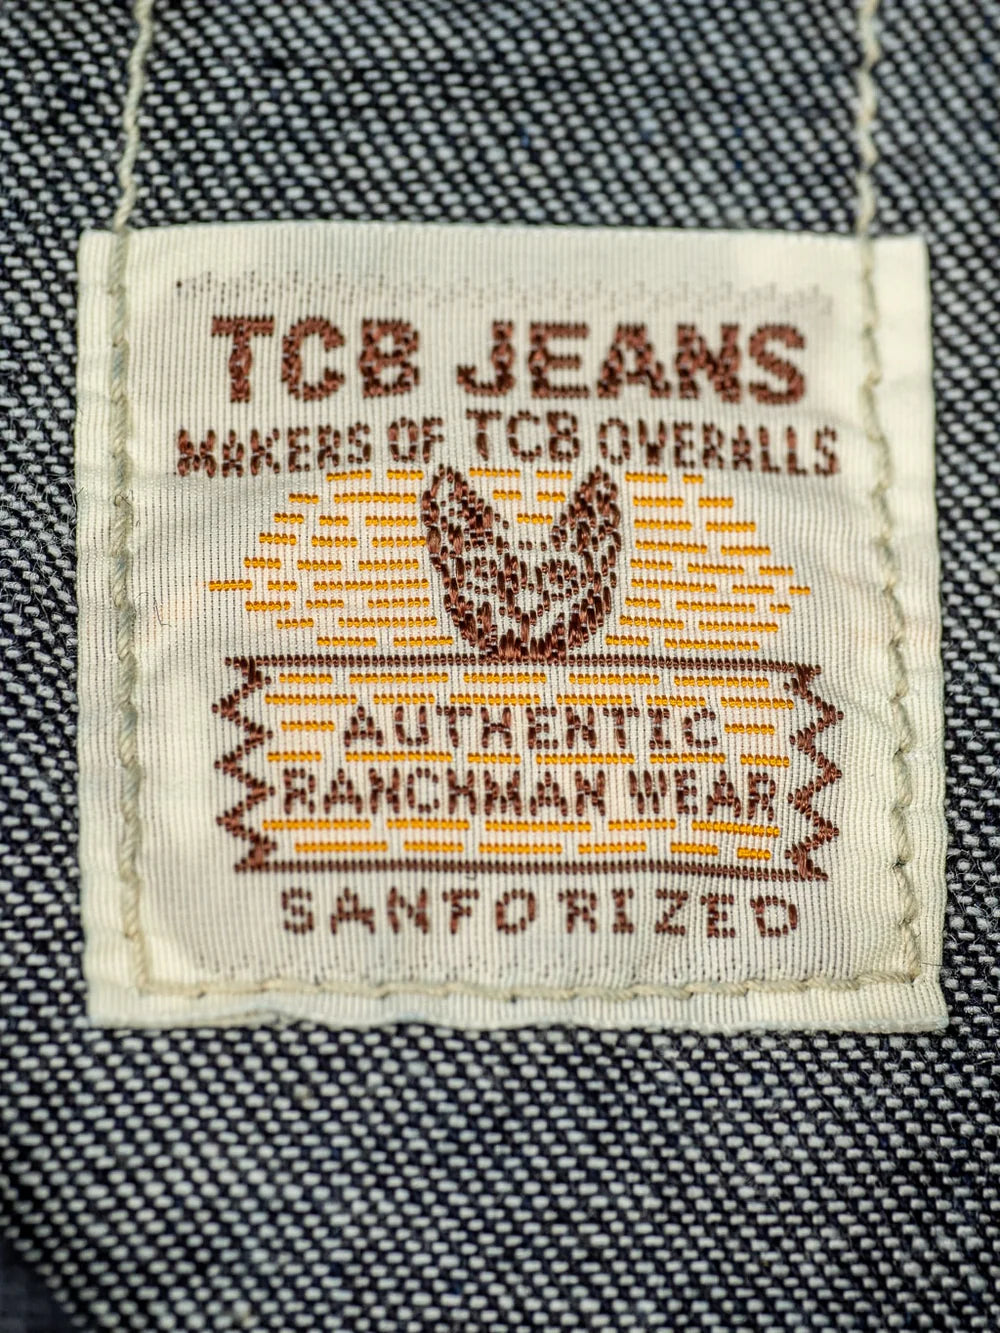 TCB JEANS
MAKERS OF TCB OVERALLS
AUTHENTIC
RANCHMAN WEAR
SANFORIZED